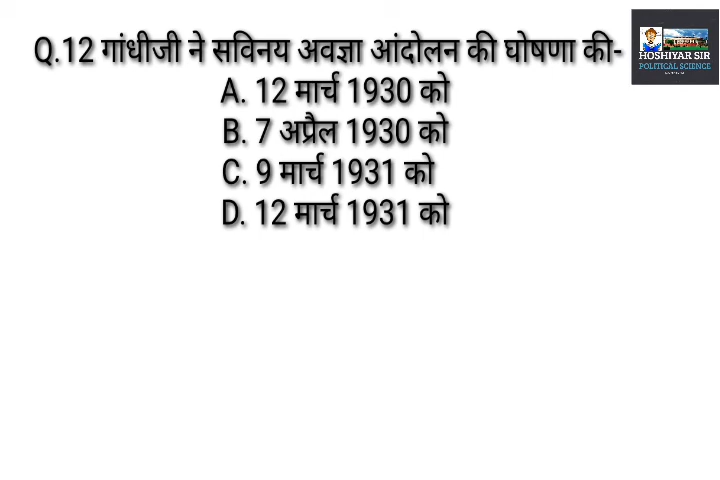 Q.12 गांधीजी ने सविनय अवज्ञा आंदोलन की घोषणा की-
A. 12 मार्च 1930 को
B. 7 अप्रैल 1930 को
C. 9 मार्च 1931 को
D. 12 मार्च 1931 को
HOSHIYAR SIR
POLITICAL SCIENCE